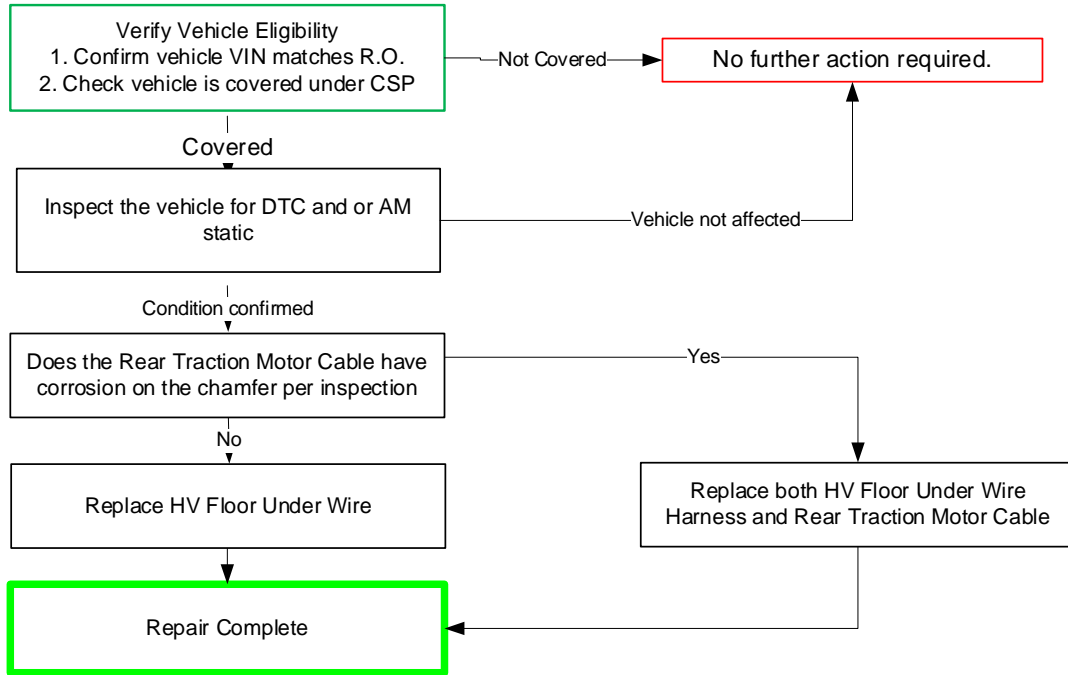 Verify Vehicle Eligibility
1. Confirm vehicle VIN matches R.O.
2. Check vehicle is covered under CSP
Not Covered
No further action required.
Covered
Inspect the vehicle for DTC and or AM
static
Vehicle not affected
Condition confirmed
Does the Rear Traction Motor Cable have
corrosion on the chamfer per inspection
Yes
No
Replace HV Floor Under Wire
Replace both HV Floor Under Wire
Harness and Rear Traction Motor Cable
Repair Complete